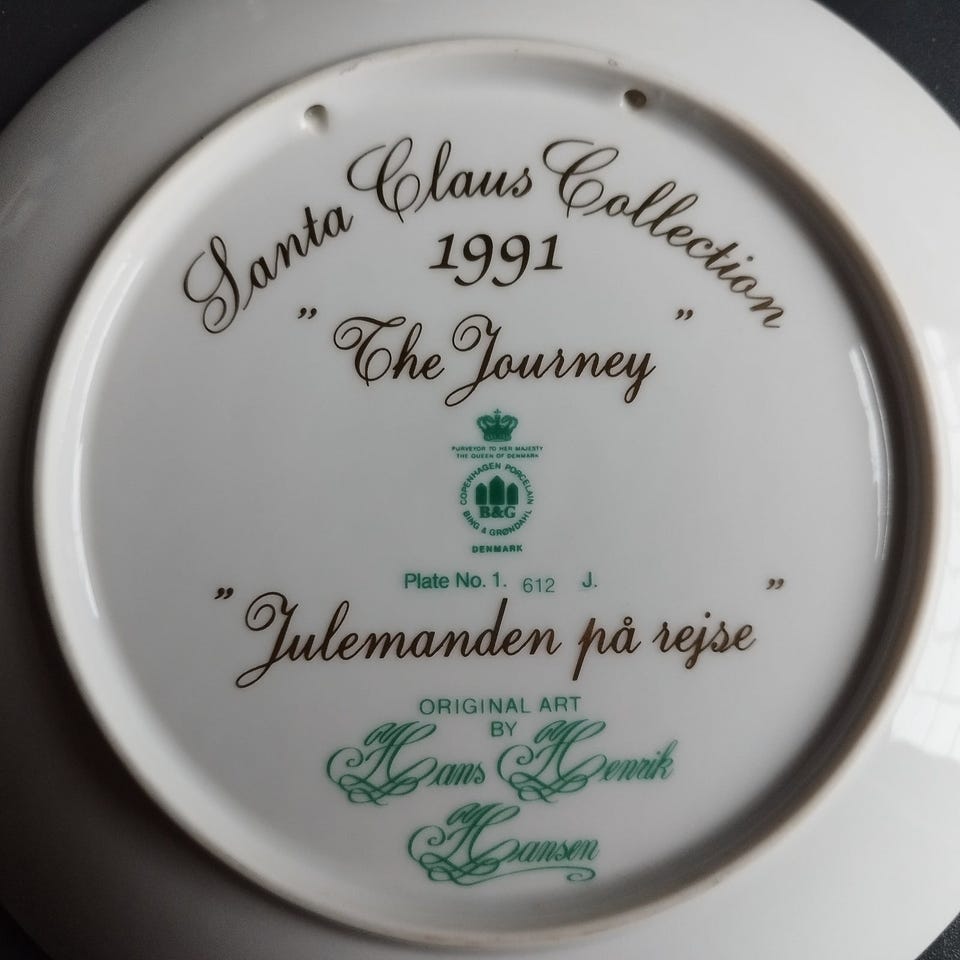 Santa Claus Collection
1991
" The Journey "
PURVEYOR TO HER MAJESTY
THE QUEEN OF DENMARK
COPENHAGEN PORCELAIN
B&G
BING & GRØNDAHL
DENMARK
Plate No. 1. 612 J.
" Julemanden på rejse "
ORIGINAL ART
BY
Hans Henrik
Hansen